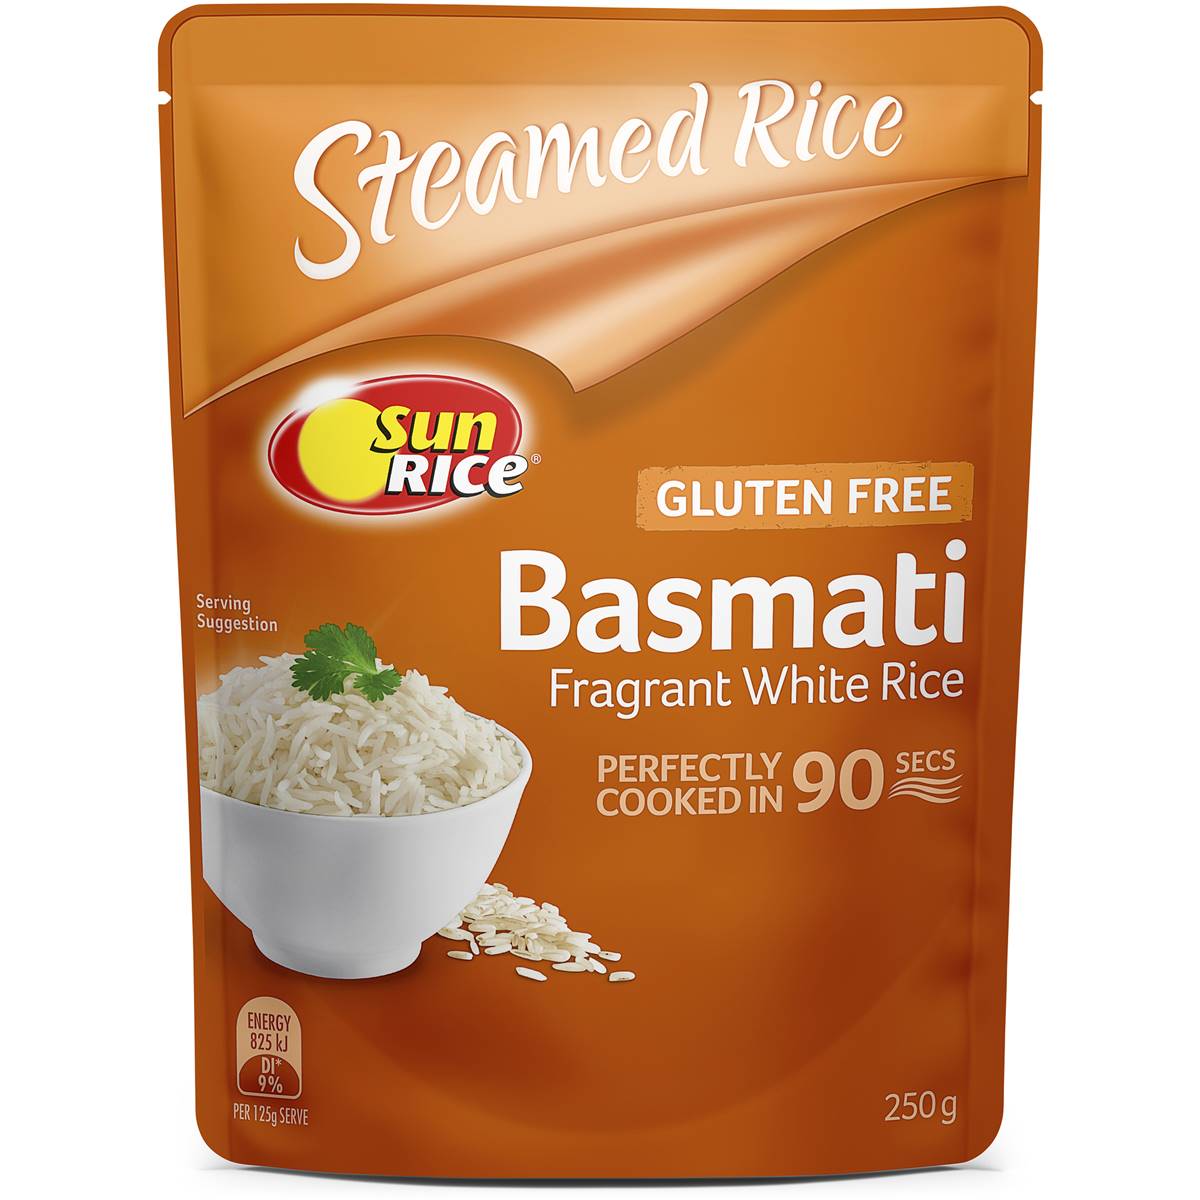 Steamed Rice
Sun
RICE®
GLUTEN FREE
Basmati
Fragrant White Rice
Serving
Suggestion
PERFECTLY
COOKED IN 90 SECS
ENERGY
825 kJ
DI*
9%
PER 125g SERVE
250g